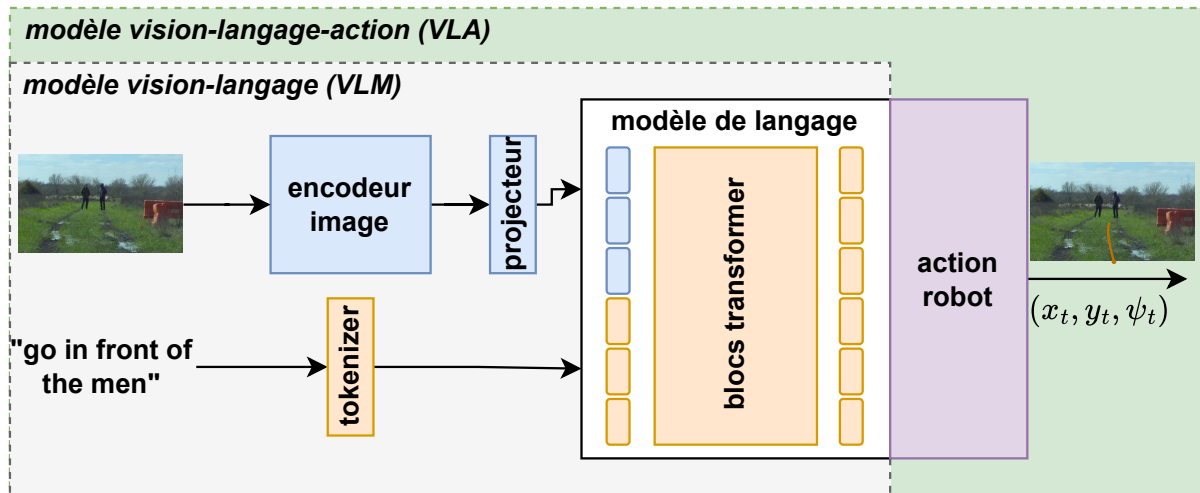 modèle vision-langage-action (VLA)
modèle vision-langage (VLM)
modèle de langage
encodeur
image
projecteur
blocs transformer
action
robot
(x_t, y_t, ψ_t)
"go in front of
the men"
tokenizer